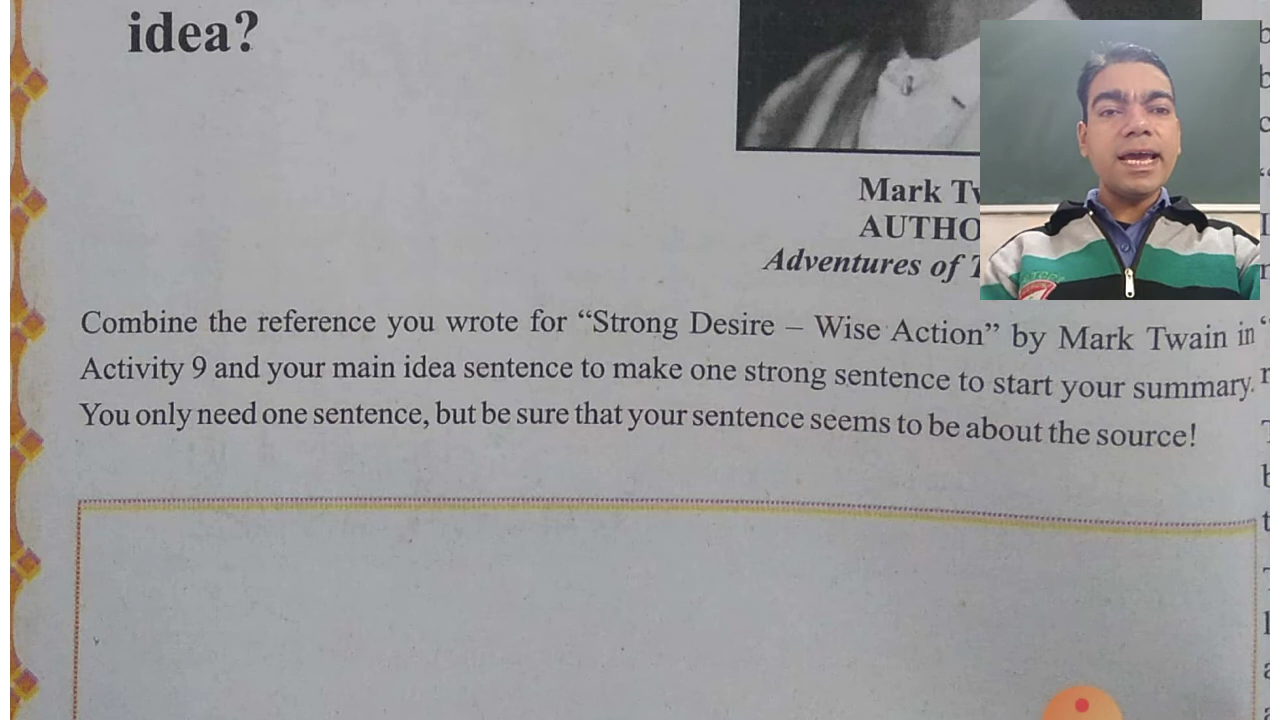 idea?
Mark Tw
AUTHO
Adventures of T
Combine the reference you wrote for “Strong Desire – Wise Action” by Mark Twain in
Activity 9 and your main idea sentence to make one strong sentence to start your summary.
You only need one sentence, but be sure that your sentence seems to be about the source!